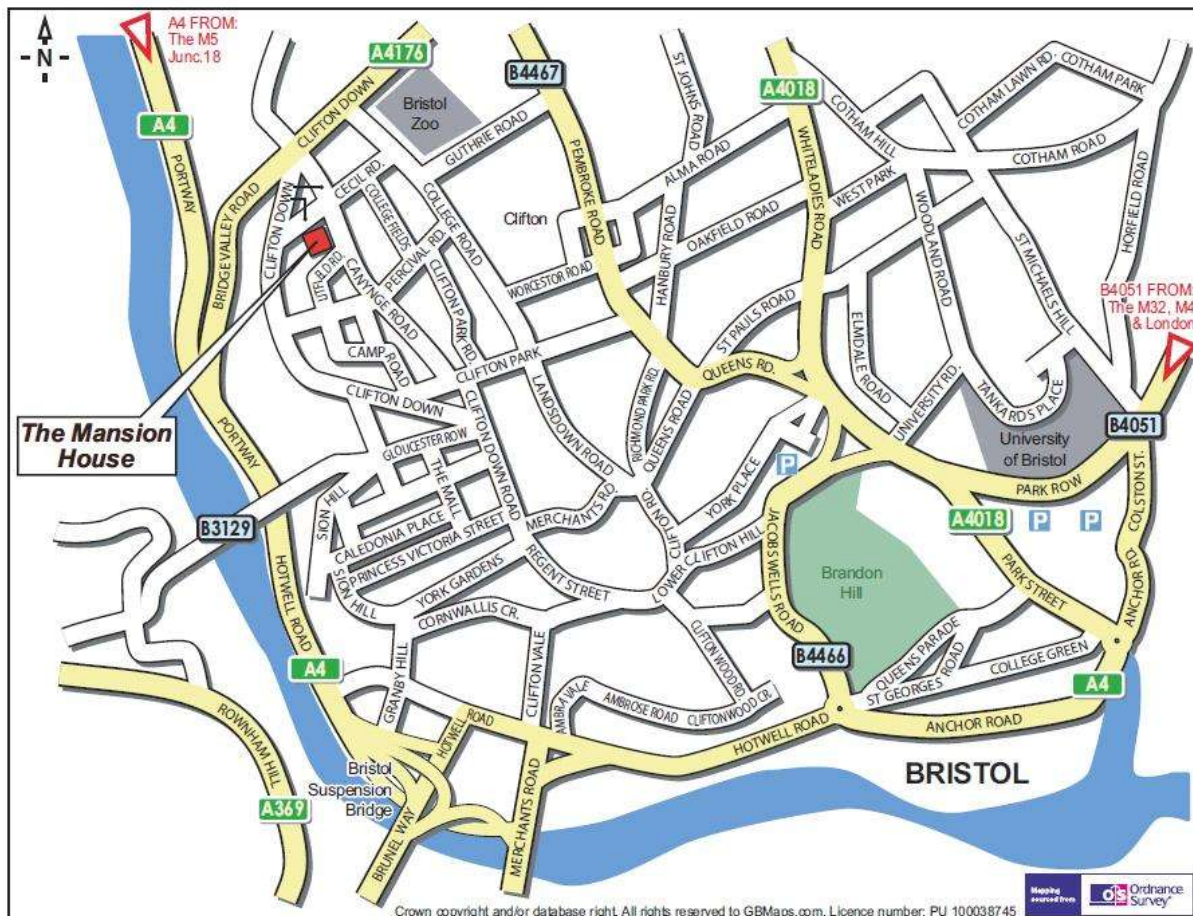 A4 FROM:
The M5
Junc.18
N
A4176
B4467
A4018
A4
PORTWAY
CLIFTON DOWN
Bristol
Zoo
GUTHRIE ROAD
ST JOHNS ROAD
COTHAM HILL
COTHAM LAWN RD.
COTHAM PARK
COTHAM ROAD
PEMBROKE ROAD
WHITELADIES ROAD
ALMA ROAD
WEST PARK
OAKFIELD ROAD
HORFIELD ROAD
BRIDGEVALLEY ROAD
CLIFTON DOWN
CECIL RD.
COLLEGE FIELDS
COLLEGE ROAD
PERCIVAL RD.
Clifton
WORCESTOR ROAD
HANBURY ROAD
WOODLAND ROAD
ST MICHAELS HILL
LITFIELD RD.
CANYNGE ROAD
CLIFTON PARK RD.
ST PAULS ROAD
ELMDALE ROAD
B4051 FROM:
The M32, M4
& London
CAMP ROAD
CLIFTON PARK
QUEENS RD.
UNIVERSITY RD.
TANKARDS PLACE
CLIFTON DOWN
LANSDOWN ROAD
RICHMOND PARK RD.
QUEENS ROAD
The Mansion
House
PORTWAY
GLOUCESTER ROW
CLIFTON DOWN ROAD
University
of Bristol
B4051
THE MALL
YORK PLACE
P
PARK ROW
COLSTON ST.
SION HILL
CALEDONIA PLACE
MERCHANTS RD.
CLIFTON RD.
B3129
PRINCESS VICTORIA STREET
A4018
P
P
HOTWELL ROAD
SION HILL
YORK GARDENS
REGENT STREET
LOWER CLIFTON HILL
JACOBS WELLS ROAD
Brandon
Hill
PARK STREET
ANCHOR RD.
CORNWALLIS CR.
CLIFTON VALE
CLIFTON WOOD RD.
B4466
QUEENS PARADE
COLLEGE GREEN
ST GEORGES ROAD
A4
A4
GRANBY HILL
AMBRA VALE
AMBROSE ROAD
CLIFTONWOOD CR.
ROWNHAM HILL
HOTWELL ROAD
HOTWELL ROAD
ANCHOR ROAD
Bristol
Suspension
Bridge
BRISTOL
A369
BRUNEL WAY
MERCHANTS ROAD
Crown copyright and/or database right. All rights reserved to GBMaps.com. Licence number: PU 100038745
Mapping
sourced from
os
Ordnance
Survey